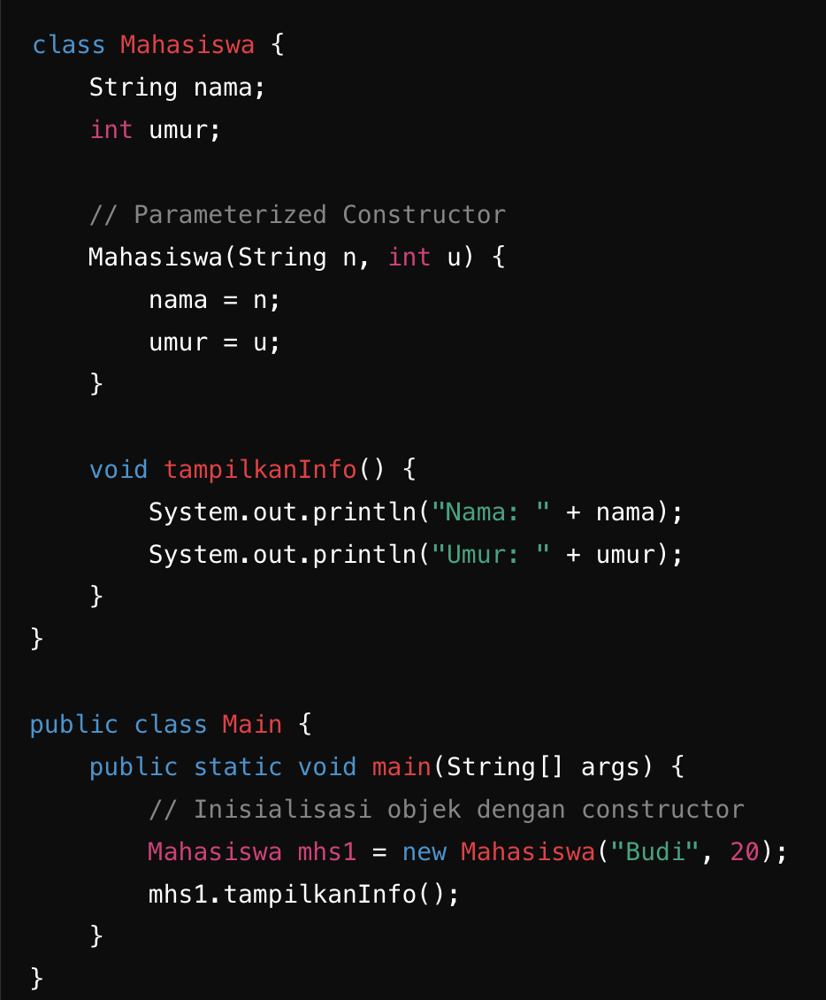 class Mahasiswa {
    String nama;
    int umur;

    // Parameterized Constructor
    Mahasiswa(String n, int u) {
        nama = n;
        umur = u;
    }

    void tampilkanInfo() {
        System.out.println("Nama: " + nama);
        System.out.println("Umur: " + umur);
    }
}

public class Main {
    public static void main(String[] args) {
        // Inisialisasi objek dengan constructor
        Mahasiswa mhs1 = new Mahasiswa("Budi", 20);
        mhs1.tampilkanInfo();
    }
}